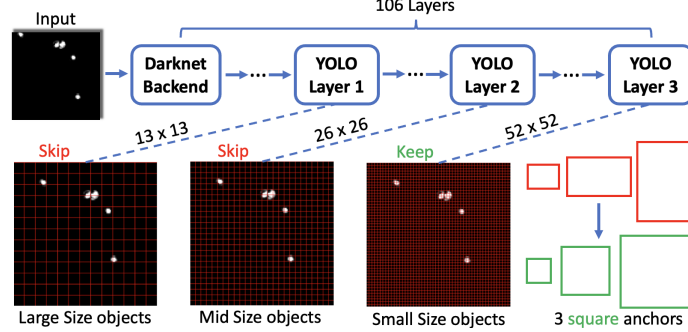 106 Layers
Input
Darknet
Backend
...
YOLO
Layer 1
...
YOLO
Layer 2
...
YOLO
Layer 3
13 x 13
26 x 26
52 x 52
Skip
Skip
Keep
Large Size objects
Mid Size objects
Small Size objects
3 square anchors